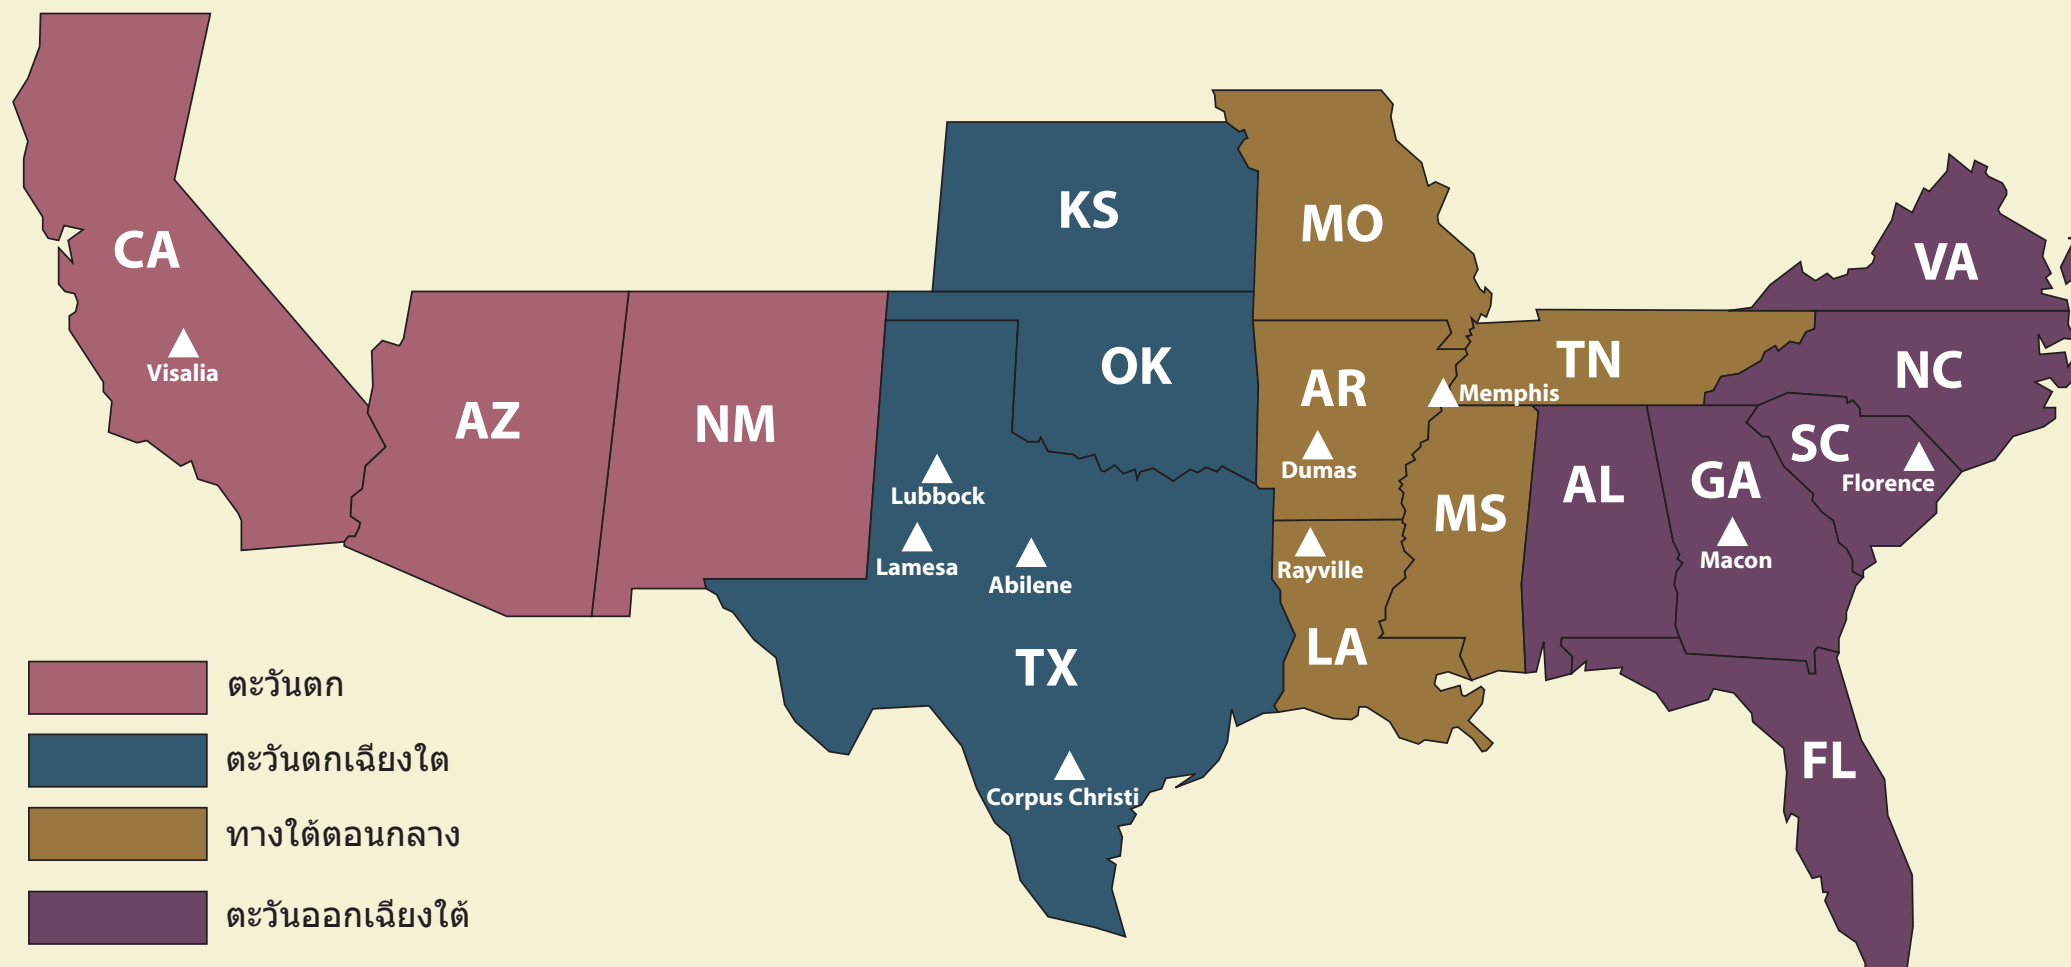 KS
MO
CA
VA
OK
TN
NC
AR
Memphis
Visalia
AZ
NM
SC
Dumas
Florence
Lubbock
AL
GA
MS
Lamesa
Abilene
Rayville
Macon
LA
TX
FL
Corpus Christi
ตะวันตก
ตะวันตกเฉียงใต
ทางใต้ตอนกลาง
ตะวันออกเฉียงใต้